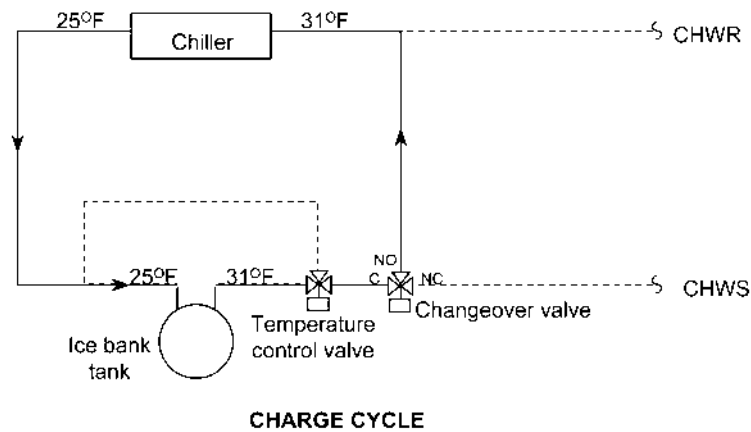 25°F
Chiller
31°F
CHWR
NO
25°F
31°F
C
NC
CHWS
Temperature
control valve
Changeover valve
Ice bank
tank
CHARGE CYCLE